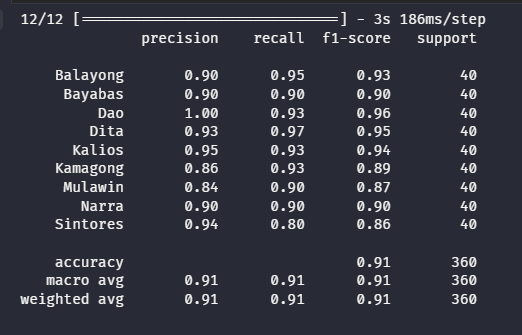 12/12 [==============================] - 3s 186ms/step
precision recall f1-score support
Balayong 0.90 0.95 0.93 40
Bayabas 0.90 0.90 0.90 40
Dao 1.00 0.93 0.96 40
Dita 0.93 0.97 0.95 40
Kalios 0.95 0.93 0.94 40
Kamagong 0.86 0.93 0.89 40
Mulawin 0.84 0.90 0.87 40
Narra 0.90 0.90 0.90 40
Sintores 0.94 0.80 0.86 40
accuracy 0.91 360
macro avg 0.91 0.91 0.91 360
weighted avg 0.91 0.91 0.91 360